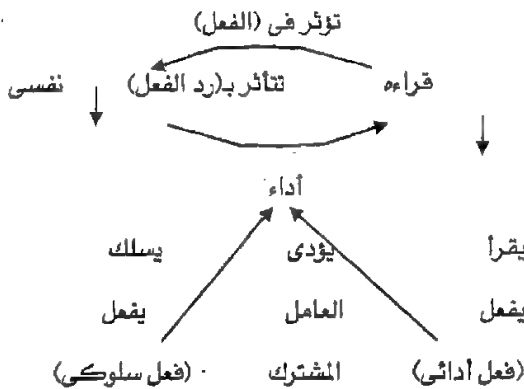 تؤثر فى (الفعل)
قراءه تتأثر بـ(رد الفعل) نفسى
أداء
يقرأ يؤدى يسلك
يفعل العامل يفعل
(فعل أدائى) المشترك (فعل سلوكى)